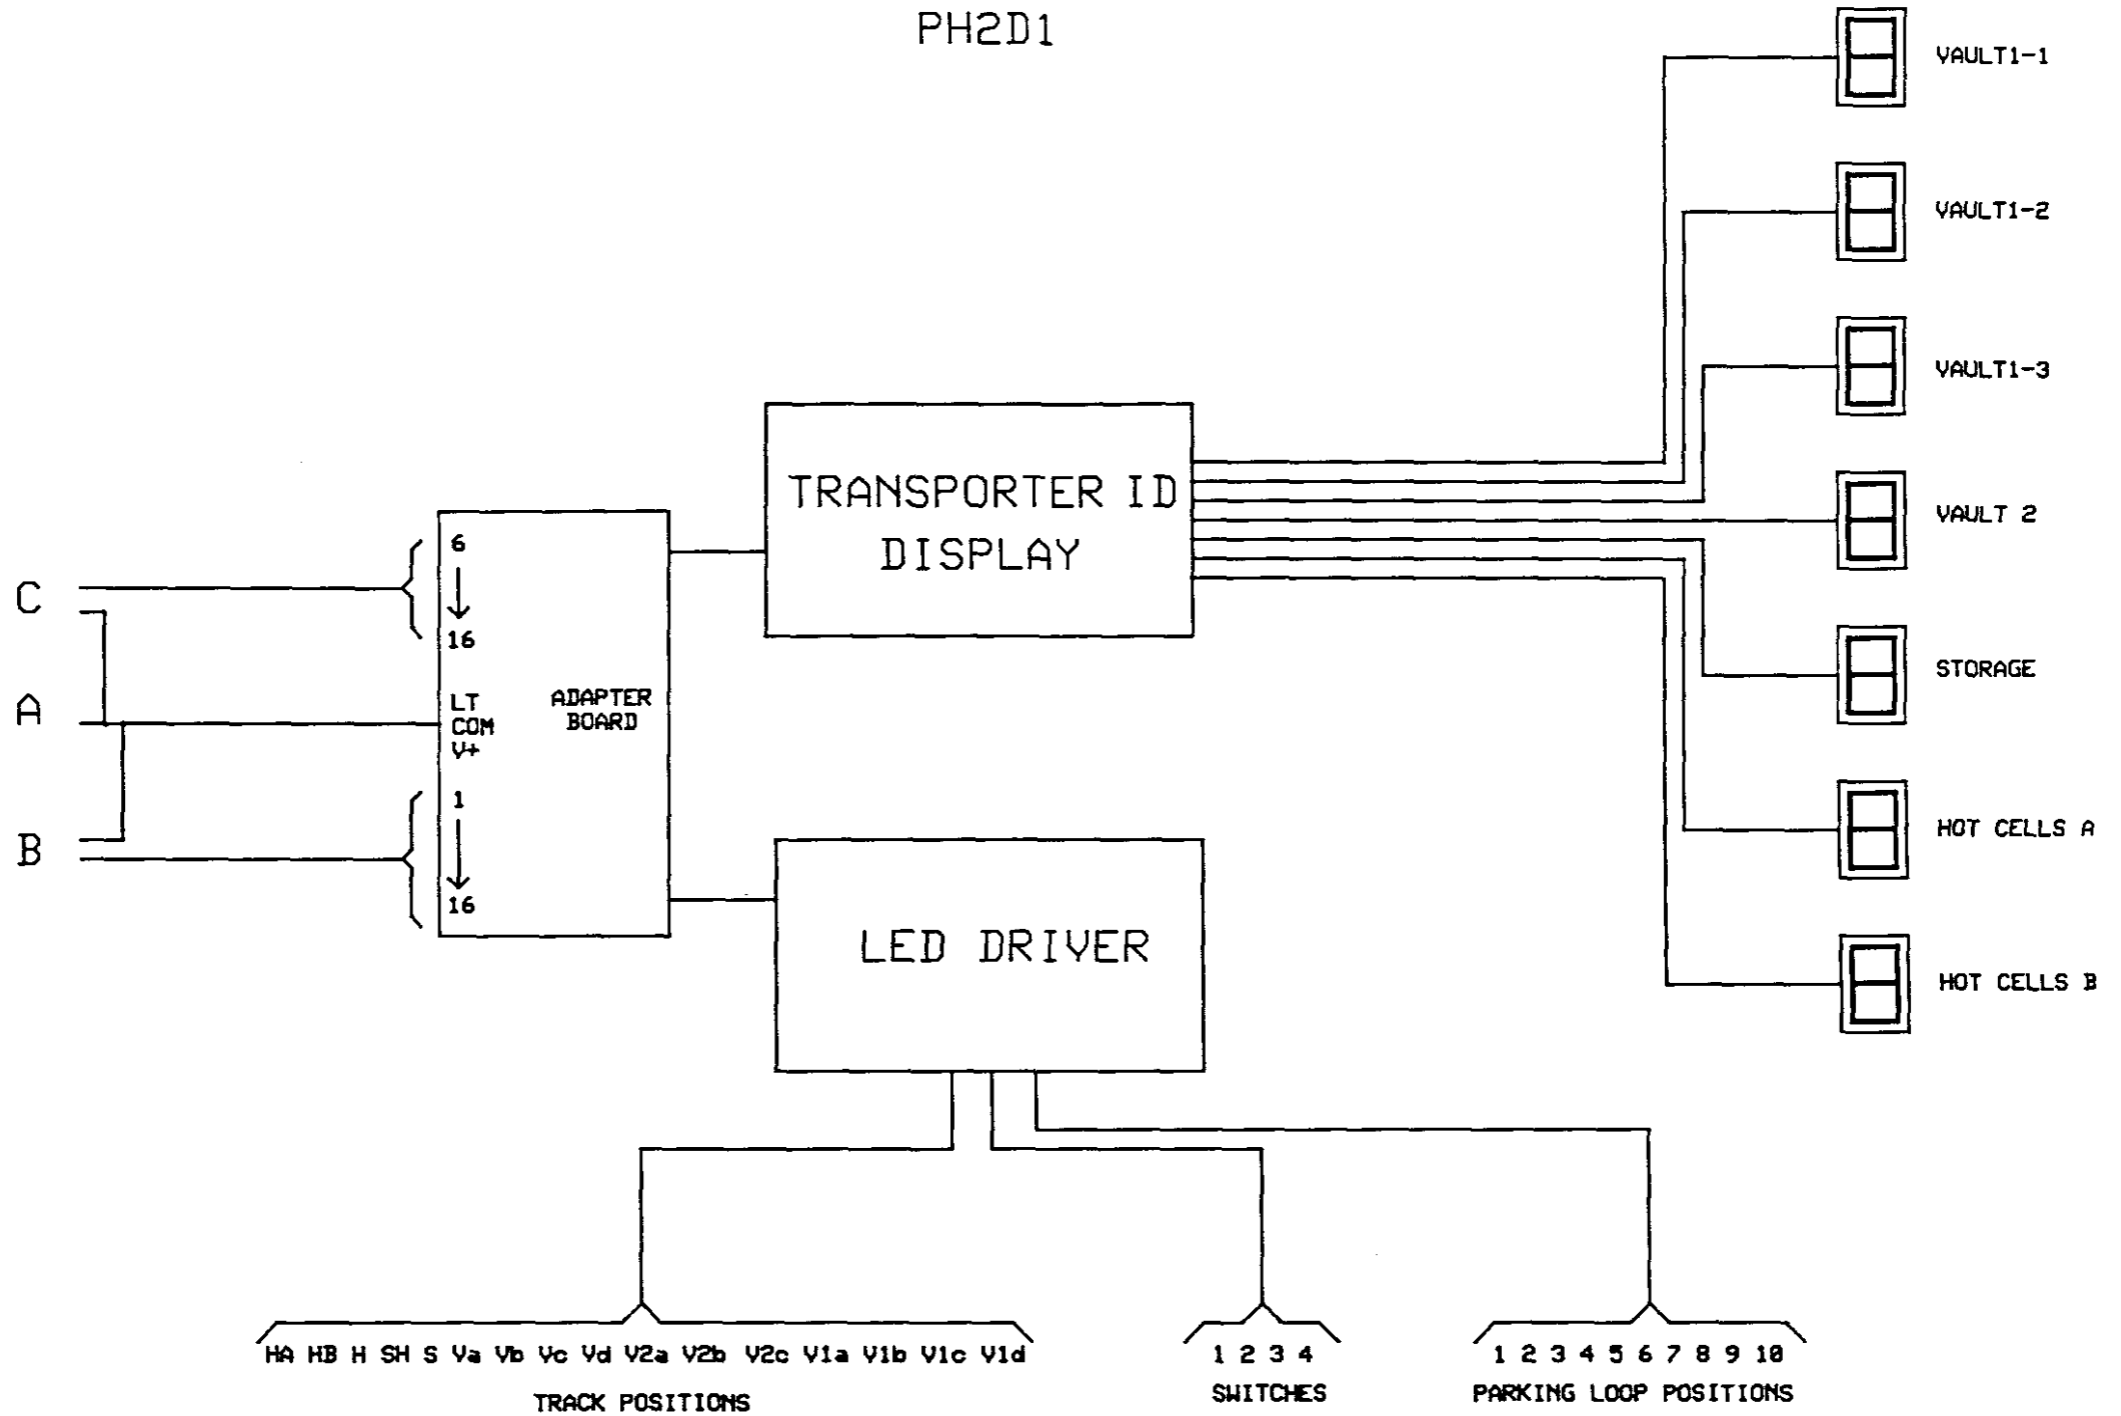 PH2D1
VAULT1-1
VAULT1-2
VAULT1-3
VAULT 2
STORAGE
HOT CELLS A
HOT CELLS B
TRANSPORTER ID
DISPLAY
C
A
B
6
16
LT
COM
V+
1
16
ADAPTER
BOARD
LED DRIVER
HA HB H SH S Va Vb Vc Vd V2a V2b V2c V1a V1b V1c V1d
TRACK POSITIONS
1 2 3 4
SWITCHES
1 2 3 4 5 6 7 8 9 10
PARKING LOOP POSITIONS